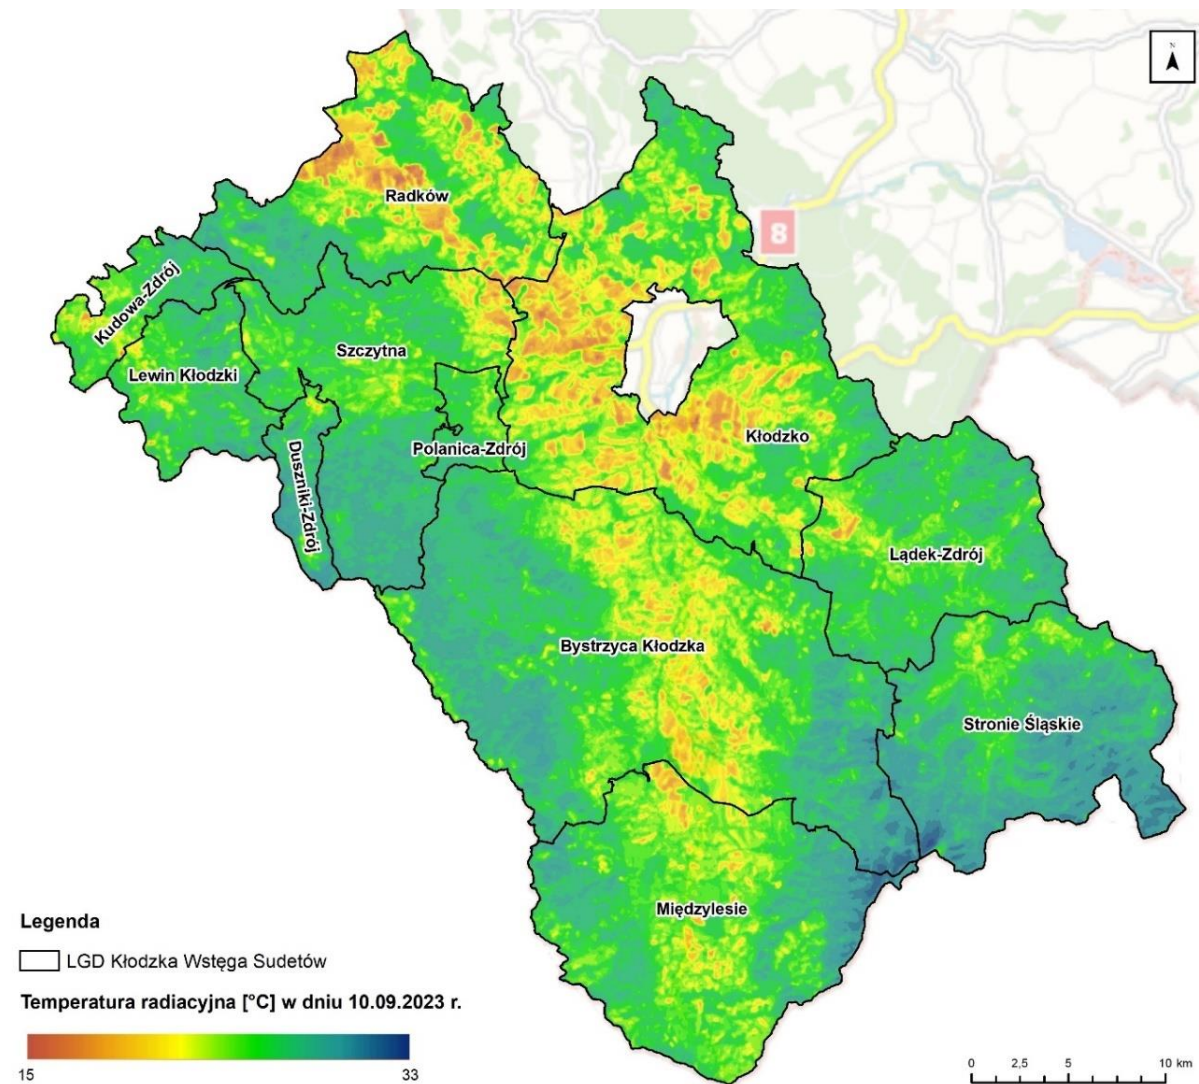 N
8
Radków
Kudowa-Zdrój
Szczytna
Lewin Kłodzki
Duszniki-Zdrój
Polanica-Zdrój
Kłodzko
Lądek-Zdrój
Bystrzyca Kłodzka
Stronie Śląskie
Międzylesie
Legenda
LGD Kłodzka Wstęga Sudetów
Temperatura radiacyjna [°C] w dniu 10.09.2023 r.
15 33
0 2,5 5 10 km